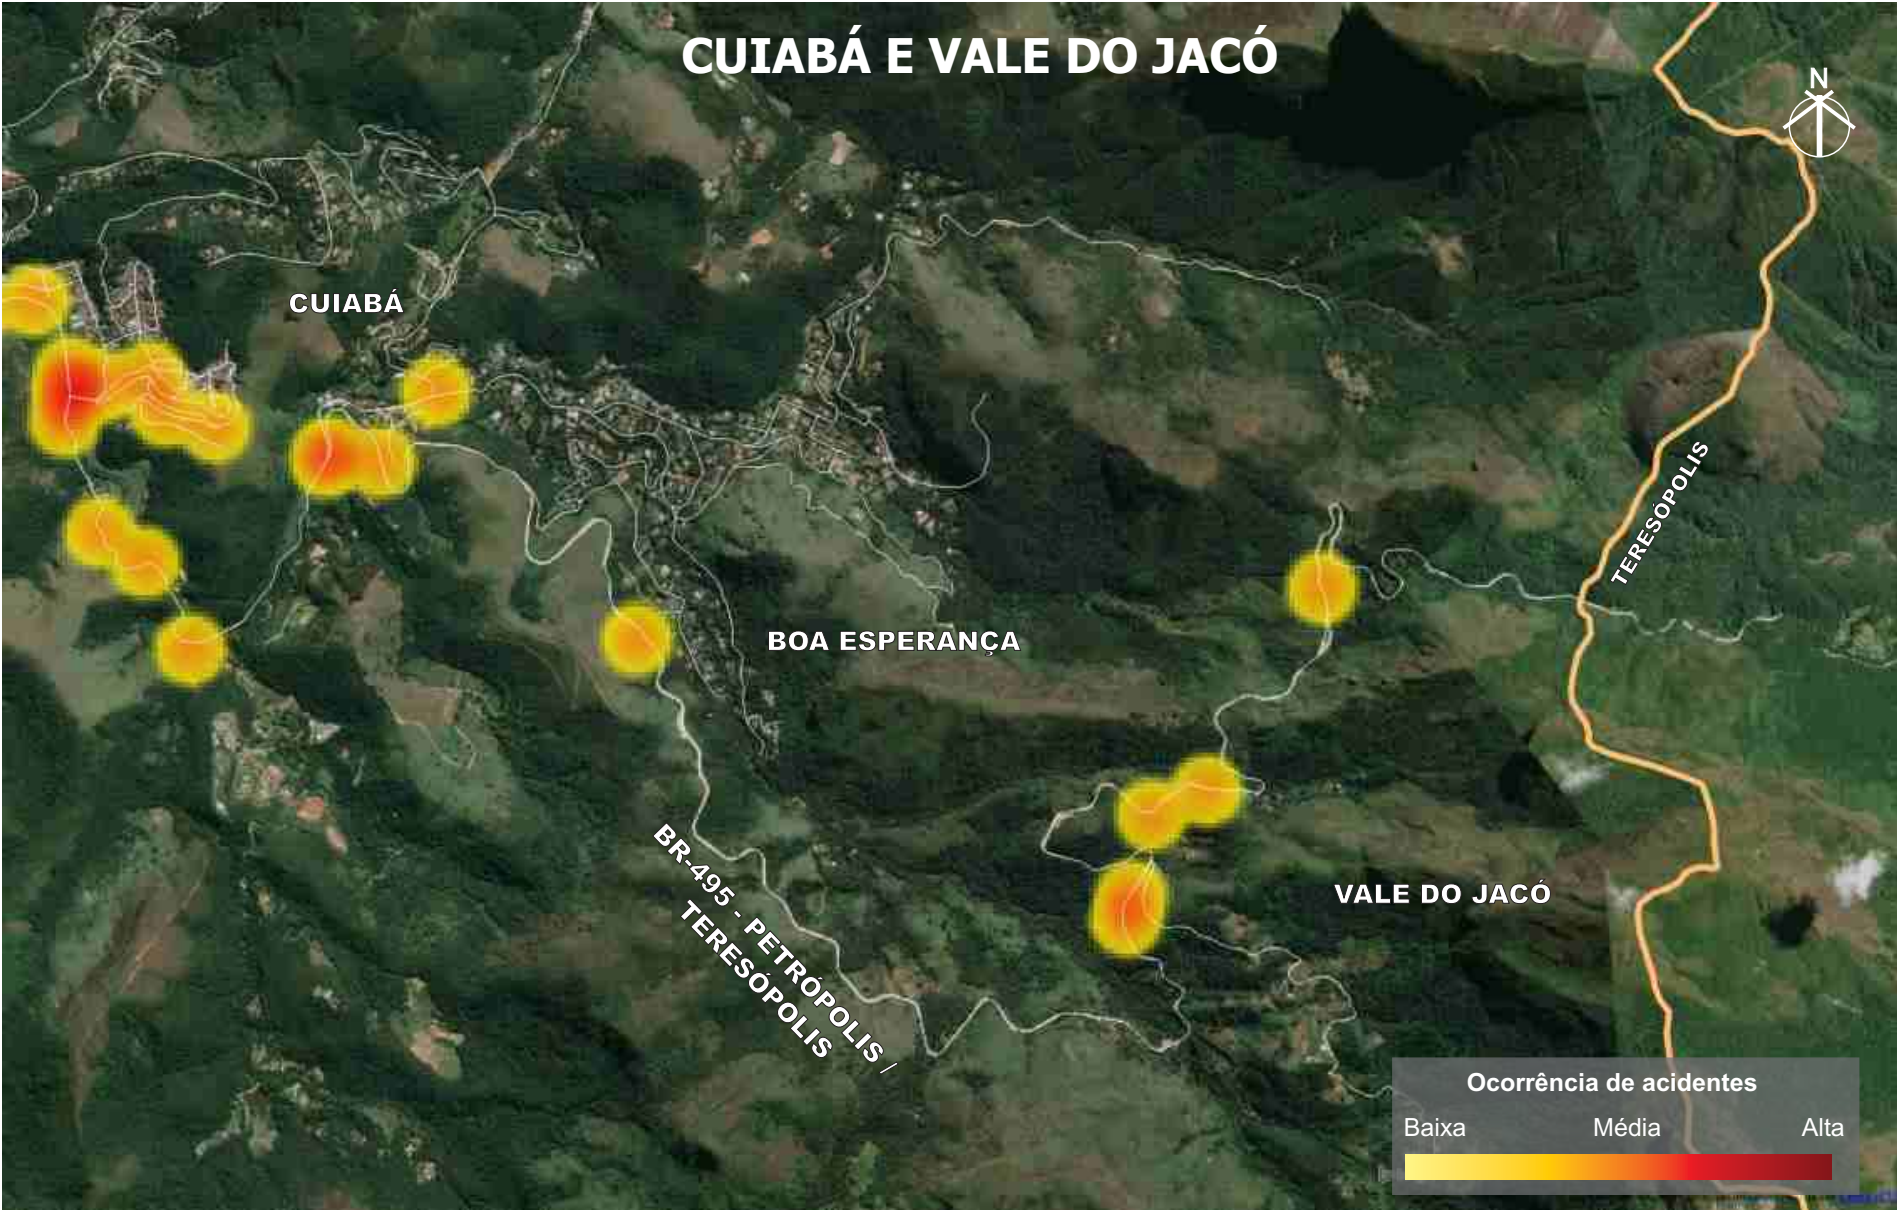 CUIABÁ E VALE DO JACÓ
N
CUIABÁ
TERESÓPOLIS
BOA ESPERANÇA
VALE DO JACÓ
BR-495 - PETRÓPOLIS /
TERESÓPOLIS
Ocorrência de acidentes
Baixa Média Alta